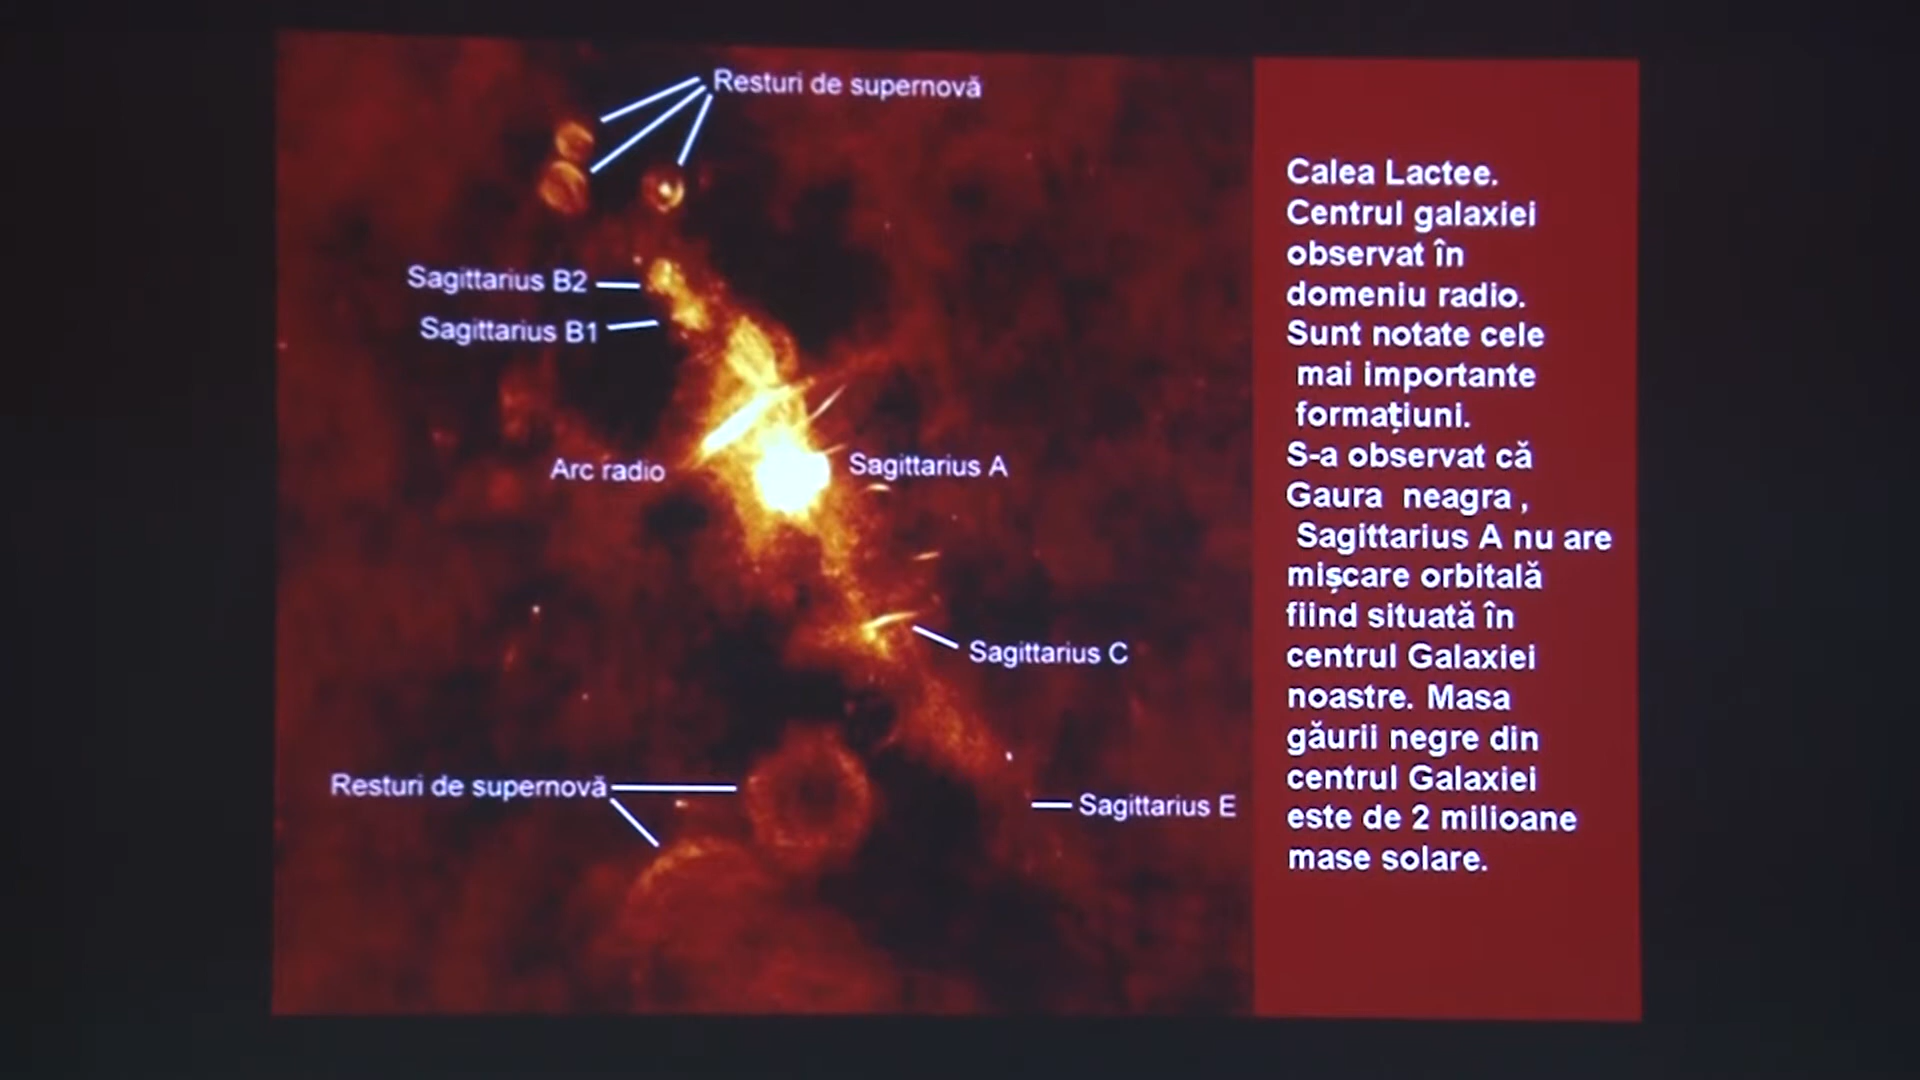 Resturi de supernovă
Sagittarius B2
Sagittarius B1
Arc radio
Sagittarius A
Sagittarius C
Resturi de supernovă
Sagittarius E
Calea Lactee.
Centrul galaxiei
observat în
domeniu radio.
Sunt notate cele
mai importante
formațiuni.
S-a observat că
Gaura neagra ,
Sagittarius A nu are
mișcare orbitală
fiind situată în
centrul Galaxiei
noastre. Masa
găurii negre din
centrul Galaxiei
este de 2 milioane
mase solare.